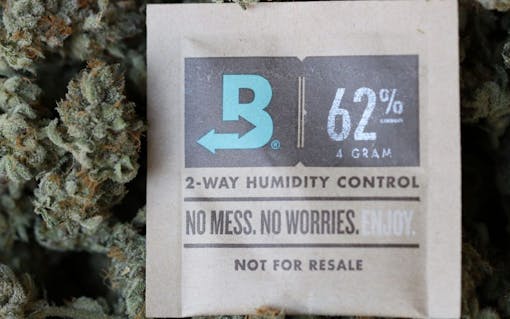 B®
62%
4 GRAM
2-WAY HUMIDITY CONTROL
NO MESS. NO WORRIES. ENJOY.
NOT FOR RESALE